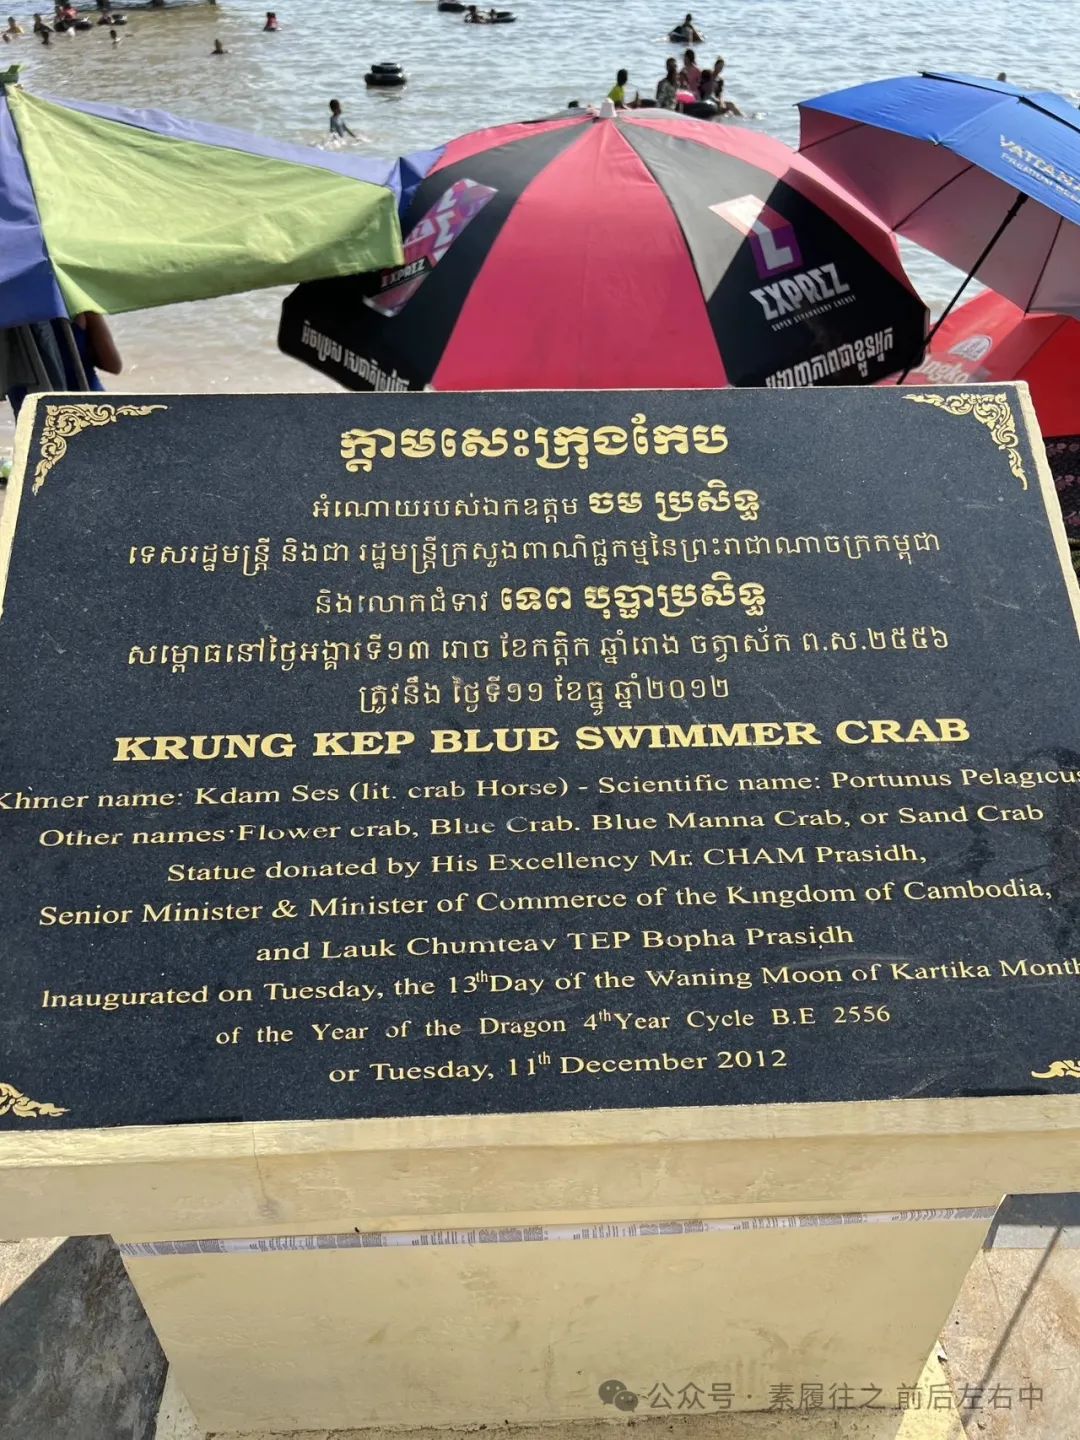 VATTANAC
PREMIUM BEER
EXPREZ
EXPREZ
SUPER STRAWBERRY ENERGY
ក្ដាមសេះក្រុងកែប
អំណោយរបស់ឯកឧត្តម ចម ប្រសិទ្ធ
ទេសរដ្ឋមន្ត្រី និងជា រដ្ឋមន្ត្រីក្រសួងពាណិជ្ជកម្មនៃព្រះរាជាណាចក្រកម្ពុជា
និងលោកជំទាវ ទេព បុប្ផាប្រសិទ្ធ
សម្ពោធនៅថ្ងៃអង្គារទី១៣ រោច ខែកត្តិក ឆ្នាំរោង ចត្វាស័ក ព.ស.២៥៥៦
ត្រូវនឹង ថ្ងៃទី១១ ខែធ្នូ ឆ្នាំ២០១២
KRUNG KEP BLUE SWIMMER CRAB
Khmer name: Kdam Ses (lit. crab Horse) - Scientific name: Portunus Pelagicus
Other names·Flower crab, Blue Crab. Blue Manna Crab, or Sand Crab
Statue donated by His Excellency Mr. CHAM Prasidh,
Senior Minister & Minister of Commerce of the Kingdom of Cambodia,
and Lauk Chumteav TEP Bopha Prasidh
Inaugurated on Tuesday, the 13th Day of the Waning Moon of Kartika Month
of the Year of the Dragon 4th Year Cycle B.E 2556
or Tuesday, 11th December 2012
公众号 · 素履往之 前后左右中